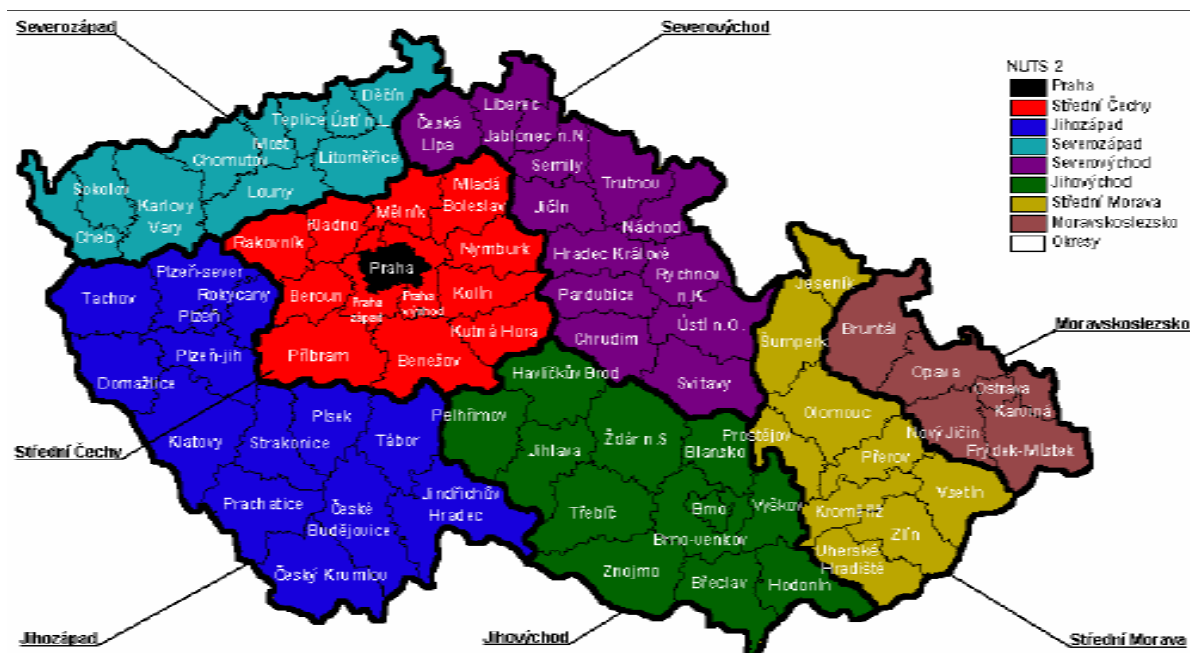 Severozápad
Severovýchod
NUTS 2
Praha
Střední Čechy
Jihozápad
Severozápad
Severovýchod
Jihovýchod
Střední Morava
Moravskoslezsko
Okresy
Děčín
Liberec
Teplice
Ústí n.L.
Česká
Lípa
Jablonec n.N.
Most
Chomutov
Litoměřice
Semily
Trutnov
Sokolov
Karlovy
Vary
Louny
Mladá
Boleslav
Jičín
Mělník
Náchod
Cheb
Rakovník
Kladno
Nymburk
Hradec Králové
Praha
Rychnov
n.K.
Plzeň-sever
Tachov
Rokycany
Plzeň
Beroun
Praha
západ
Praha
východ
Kolín
Pardubice
Jeseník
Kutná Hora
Chrudim
Ústí n.O.
Šumperk
Bruntál
Moravskoslezsko
Plzeň-jih
Příbram
Benešov
Havlíčkův Brod
Svitavy
Opava
Ostrava
Karviná
Domažlice
Písek
Pelhřimov
Olomouc
Klatovy
Strakonice
Tábor
Jihlava
Žďár n.S
Prostějov
Blansko
Přerov
Nový Jičín
Frýdek-Místek
Střední Čechy
Prachatice
České
Budějovice
Jindřichův
Hradec
Třebíč
Brno
Vyškov
Kroměříž
Vsetín
Zlín
Brno-venkov
Uherské
Hradiště
Český Krumlov
Znojmo
Břeclav
Hodonín
Jihozápad
Jihovýchod
Střední Morava